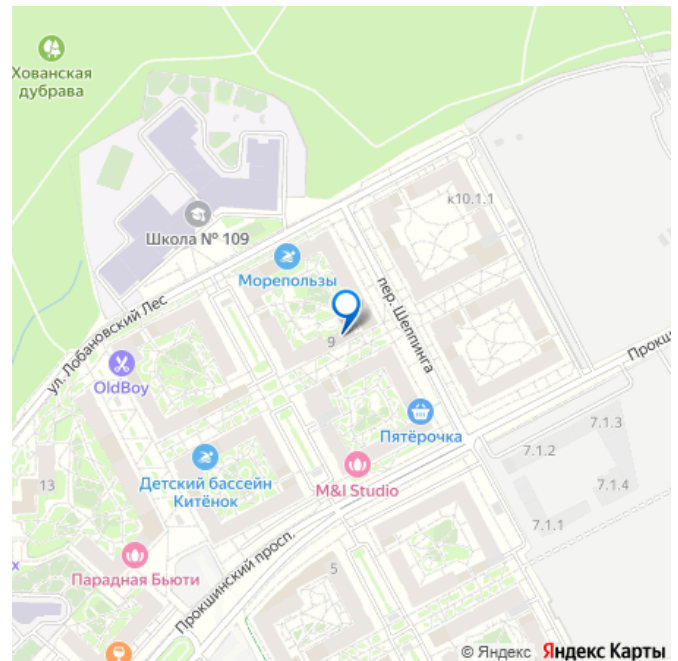 Хованская
дубрава
к10.1.1
Школа № 109
Морепользы
пер. Шеппинга
ул. Лобановский Лес
9
OldBoy
Прокши
Пятёрочка
7.1.3
7.1.2
Детский бассейн
Китёнок
M&I Studio
7.1.4
13
7.1.1
Прокшинский просп.
х
Парадная Бьюти
5
© Яндекс Яндекс Карты